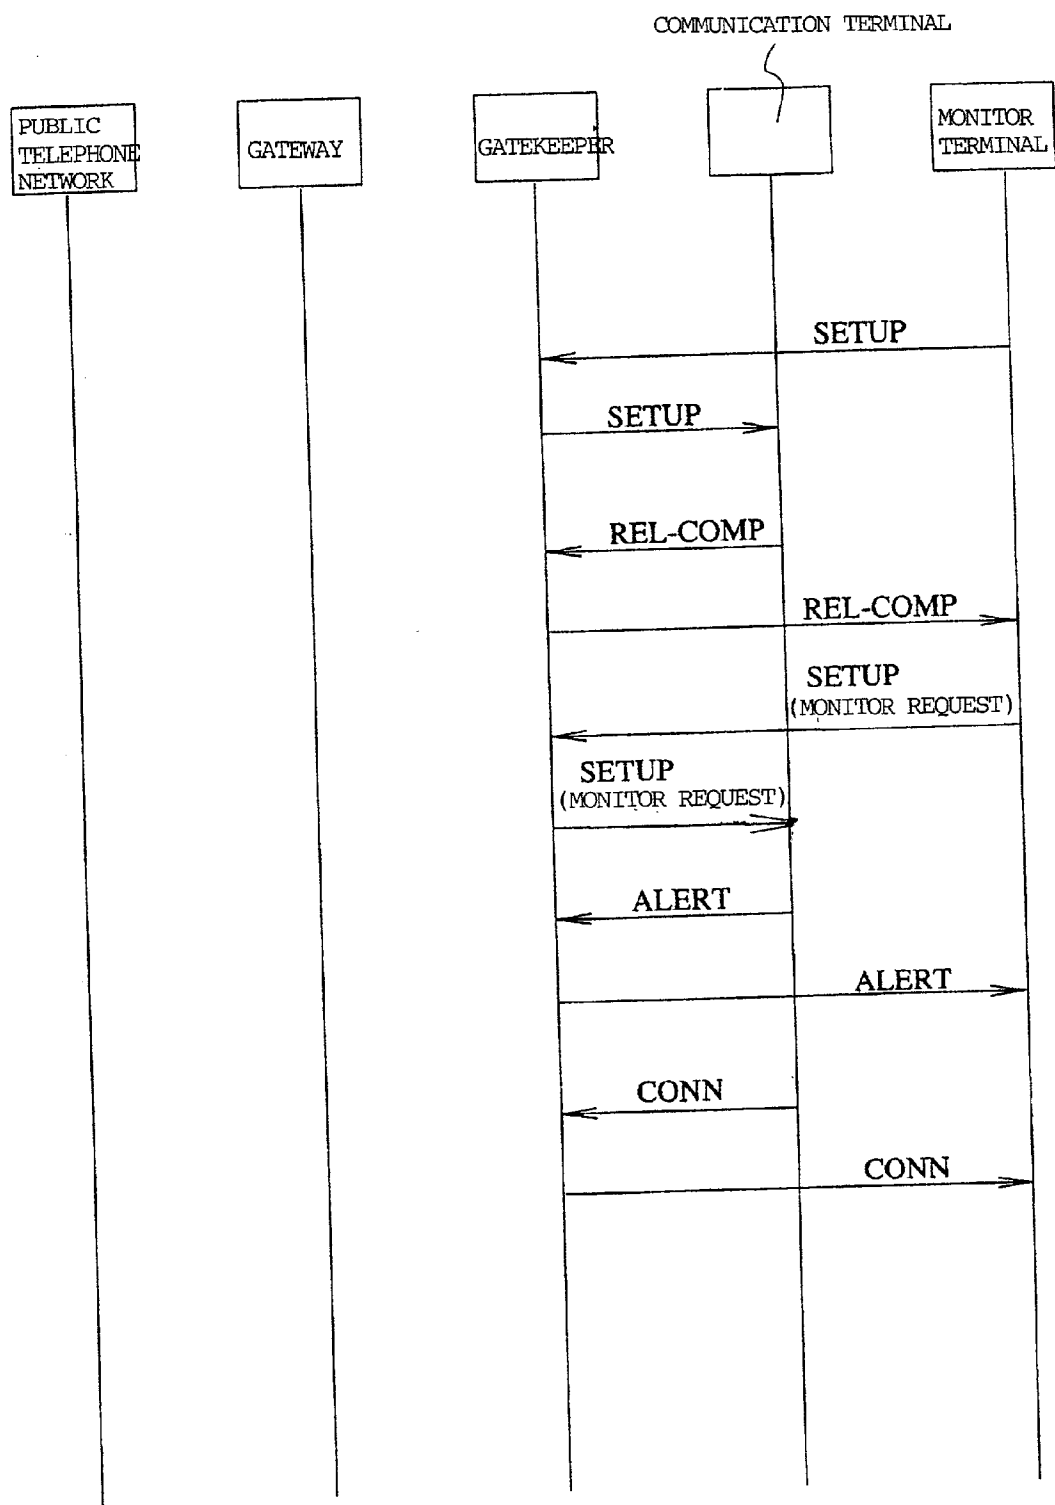 COMMUNICATION TERMINAL
PUBLIC
TELEPHONE
NETWORK
GATEWAY
GATEKEEPER
MONITOR
TERMINAL
SETUP
SETUP
REL-COMP
REL-COMP
SETUP
(MONITOR REQUEST)
SETUP
(MONITOR REQUEST)
ALERT
ALERT
CONN
CONN